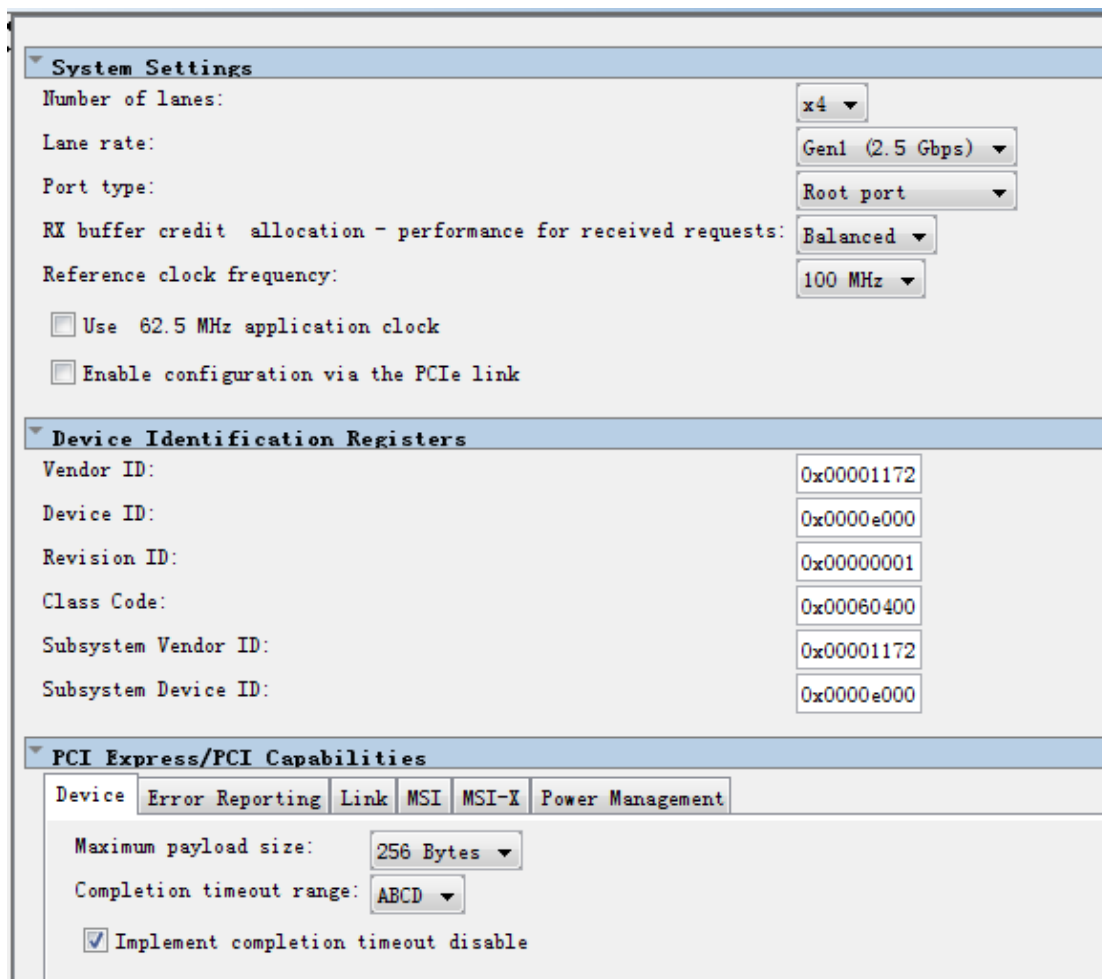 System Settings
Number of lanes: x4
Lane rate: Gen1 (2.5 Gbps)
Port type: Root port
RX buffer credit allocation - performance for received requests: Balanced
Reference clock frequency: 100 MHz
Use 62.5 MHz application clock
Enable configuration via the PCIe link
Device Identification Registers
Vendor ID: 0x00001172
Device ID: 0x0000e000
Revision ID: 0x00000001
Class Code: 0x00060400
Subsystem Vendor ID: 0x00001172
Subsystem Device ID: 0x0000e000
PCI Express/PCI Capabilities
Device Error Reporting Link MSI MSI-X Power Management
Maximum payload size: 256 Bytes
Completion timeout range: ABCD
Implement completion timeout disable